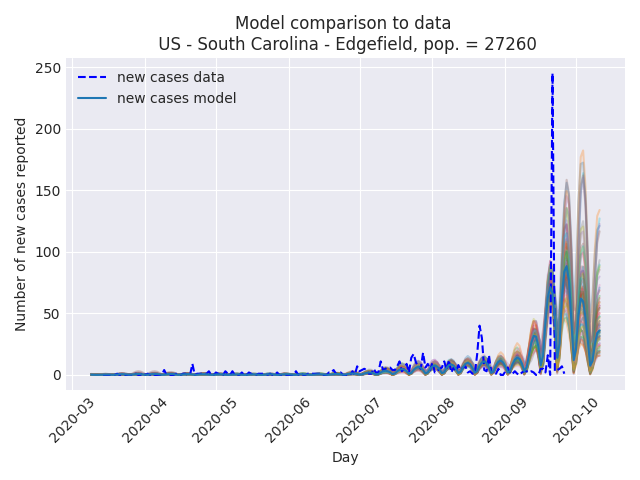 Model comparison to data
US - South Carolina - Edgefield, pop. = 27260
new cases data
new cases model
Number of new cases reported
250
200
150
100
50
0
2020-03
2020-04
2020-05
2020-06
2020-07
2020-08
2020-09
2020-10
Day